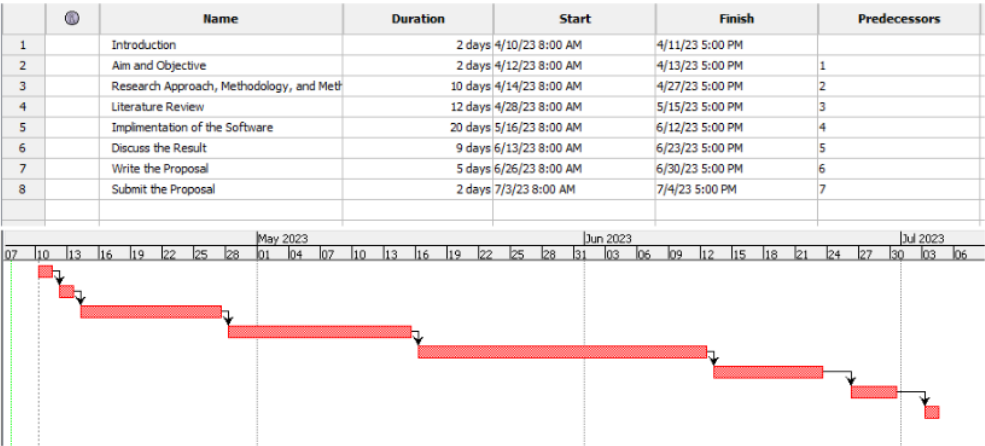 Name Duration Start Finish Predecessors
1 Introduction 2 days 4/10/23 8:00 AM 4/11/23 5:00 PM
2 Aim and Objective 2 days 4/12/23 8:00 AM 4/13/23 5:00 PM 1
3 Research Approach, Methodology, and Meth 10 days 4/14/23 8:00 AM 4/27/23 5:00 PM 2
4 Literature Review 12 days 4/28/23 8:00 AM 5/15/23 5:00 PM 3
5 Implimentation of the Software 20 days 5/16/23 8:00 AM 6/12/23 5:00 PM 4
6 Discuss the Result 9 days 6/13/23 8:00 AM 6/23/23 5:00 PM 5
7 Write the Proposal 5 days 6/26/23 8:00 AM 6/30/23 5:00 PM 6
8 Submit the Proposal 2 days 7/3/23 8:00 AM 7/4/23 5:00 PM 7
May 2023 Jun 2023 Jul 2023
07 10 13 16 19 22 25 28 01 04 07 10 13 16 19 22 25 28 31 03 06 09 12 15 18 21 24 27 30 03 06